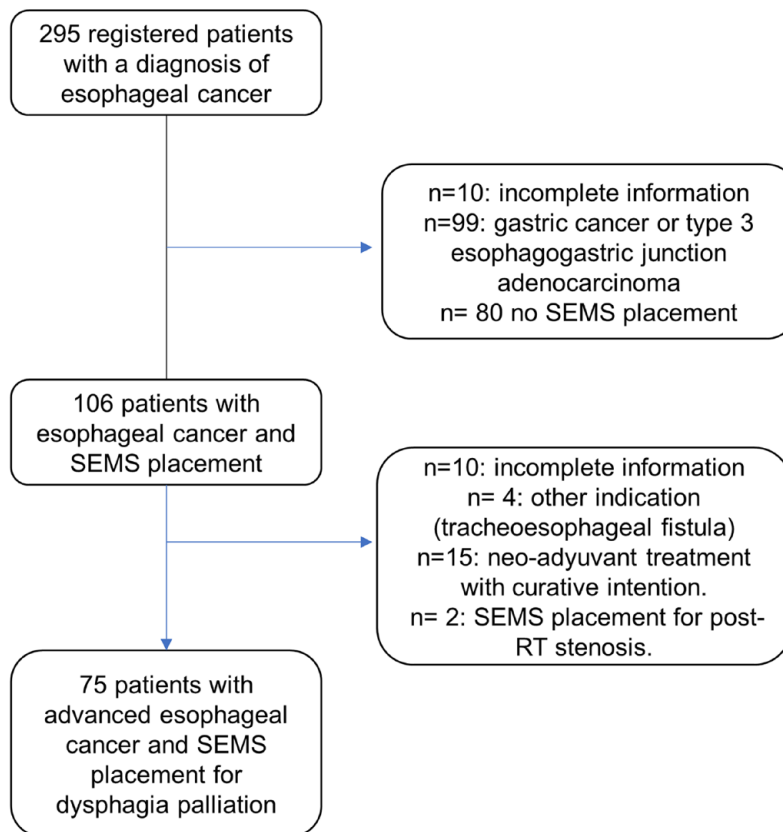 295 registered patients
with a diagnosis of
esophageal cancer
n=10: incomplete information
n=99: gastric cancer or type 3
esophagogastric junction
adenocarcinoma
n= 80 no SEMS placement
106 patients with
esophageal cancer and
SEMS placement
n=10: incomplete information
n= 4: other indication
(tracheoesophageal fistula)
n=15: neo-adyuvant treatment
with curative intention.
n= 2: SEMS placement for post-
RT stenosis.
75 patients with
advanced esophageal
cancer and SEMS
placement for
dysphagia palliation